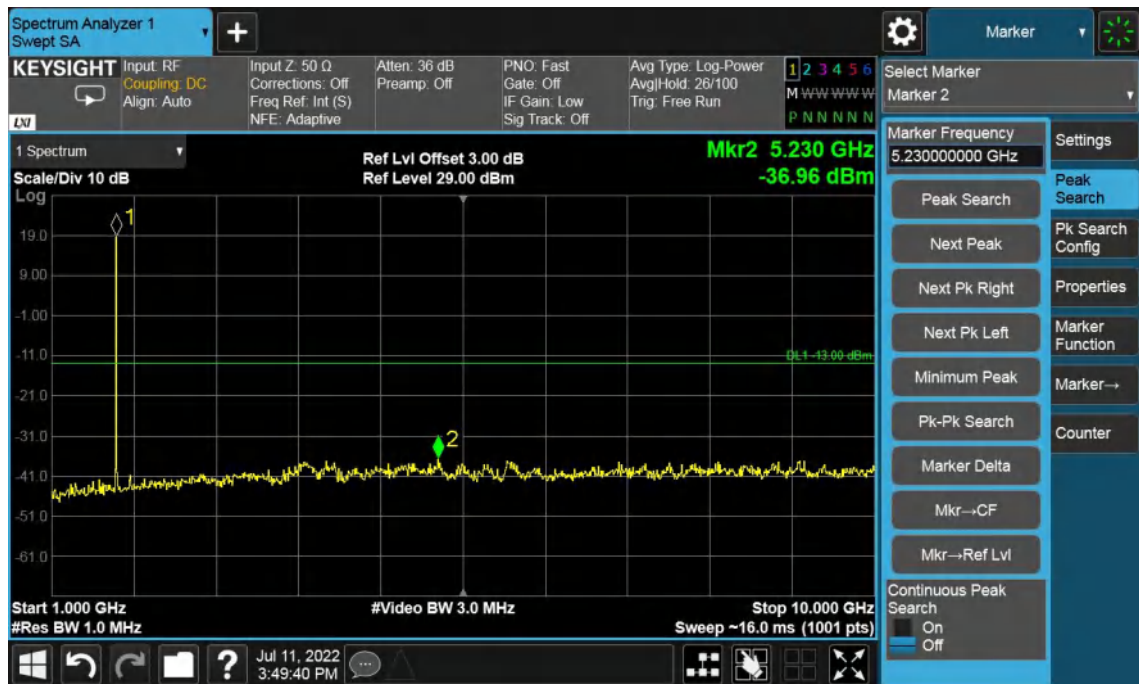 Spectrum Analyzer 1
Swept SA
+
Marker
KEYSIGHT
LXI
Input: RF
Coupling: DC
Align: Auto
Input Z: 50 Ω
Corrections: Off
Freq Ref: Int (S)
NFE: Adaptive
Atten: 36 dB
Preamp: Off
PNO: Fast
Gate: Off
IF Gain: Low
Sig Track: Off
Avg Type: Log-Power
Avg|Hold: 26/100
Trig: Free Run
1 2 3 4 5 6
M W W W W W
P N N N N N
Select Marker
Marker 2
1 Spectrum
Scale/Div 10 dB
Log
Ref Lvl Offset 3.00 dB
Ref Level 29.00 dBm
Mkr2 5.230 GHz
-36.96 dBm
1
19.0
9.00
-1.00
-11.0
DL1 -13.00 dBm
-21.0
-31.0
2
-41.0
-51.0
-61.0
Start 1.000 GHz
#Res BW 1.0 MHz
#Video BW 3.0 MHz
Stop 10.000 GHz
Sweep ~16.0 ms (1001 pts)
Marker Frequency
5.230000000 GHz
Peak Search
Next Peak
Next Pk Right
Next Pk Left
Minimum Peak
Pk-Pk Search
Marker Delta
Mkr→CF
Mkr→Ref Lvl
Continuous Peak
Search
On
Off
Settings
Peak
Search
Pk Search
Config
Properties
Marker
Function
Marker→
Counter
?
Jul 11, 2022
3:49:40 PM